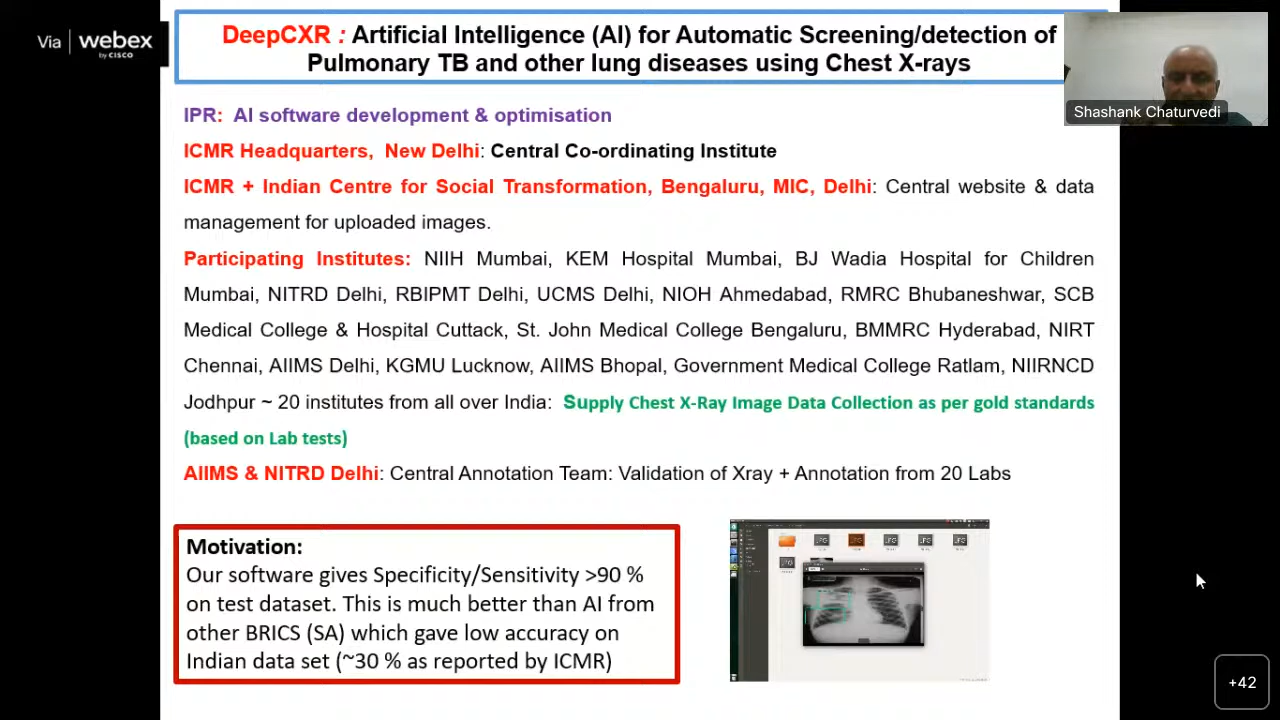 Via webex
by CISCO
DeepCXR : Artificial Intelligence (AI) for Automatic Screening/detection of
Pulmonary TB and other lung diseases using Chest X-rays
Shashank Chaturvedi
IPR: AI software development & optimisation
ICMR Headquarters, New Delhi: Central Co-ordinating Institute
ICMR + Indian Centre for Social Transformation, Bengaluru, MIC, Delhi: Central website & data
management for uploaded images.
Participating Institutes: NIIH Mumbai, KEM Hospital Mumbai, BJ Wadia Hospital for Children
Mumbai, NITRD Delhi, RBIPMT Delhi, UCMS Delhi, NIOH Ahmedabad, RMRC Bhubaneshwar, SCB
Medical College & Hospital Cuttack, St. John Medical College Bengaluru, BMMRC Hyderabad, NIRT
Chennai, AIIMS Delhi, KGMU Lucknow, AIIMS Bhopal, Government Medical College Ratlam, NIIRNCD
Jodhpur ~ 20 institutes from all over India: Supply Chest X-Ray Image Data Collection as per gold standards
(based on Lab tests)
AIIMS & NITRD Delhi: Central Annotation Team: Validation of Xray + Annotation from 20 Labs
Motivation:
Our software gives Specificity/Sensitivity >90 %
on test dataset. This is much better than AI from
other BRICS (SA) which gave low accuracy on
Indian data set (~30 % as reported by ICMR)
+42